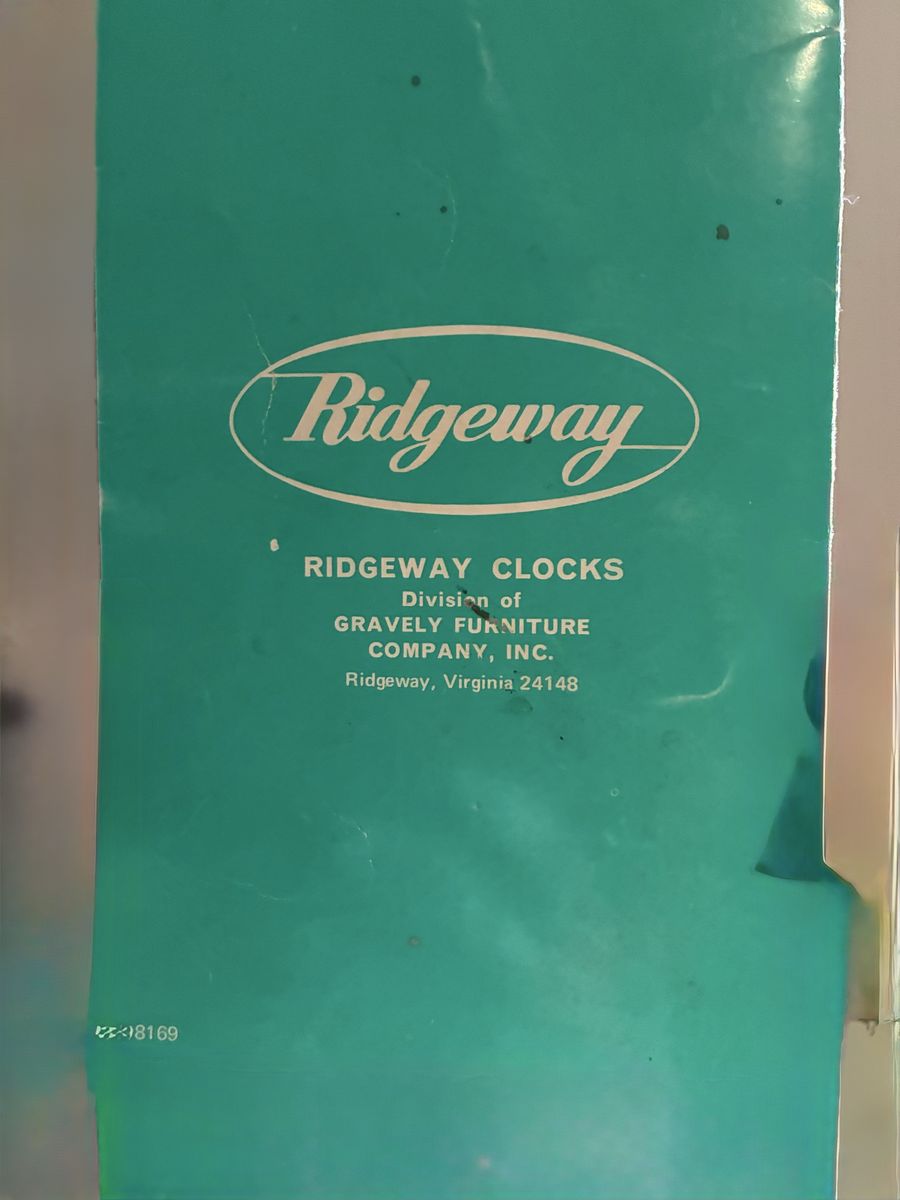 Ridgeway
RIDGEWAY CLOCKS
Division of
GRAVELY FURNITURE
COMPANY, INC.
Ridgeway, Virginia 24148